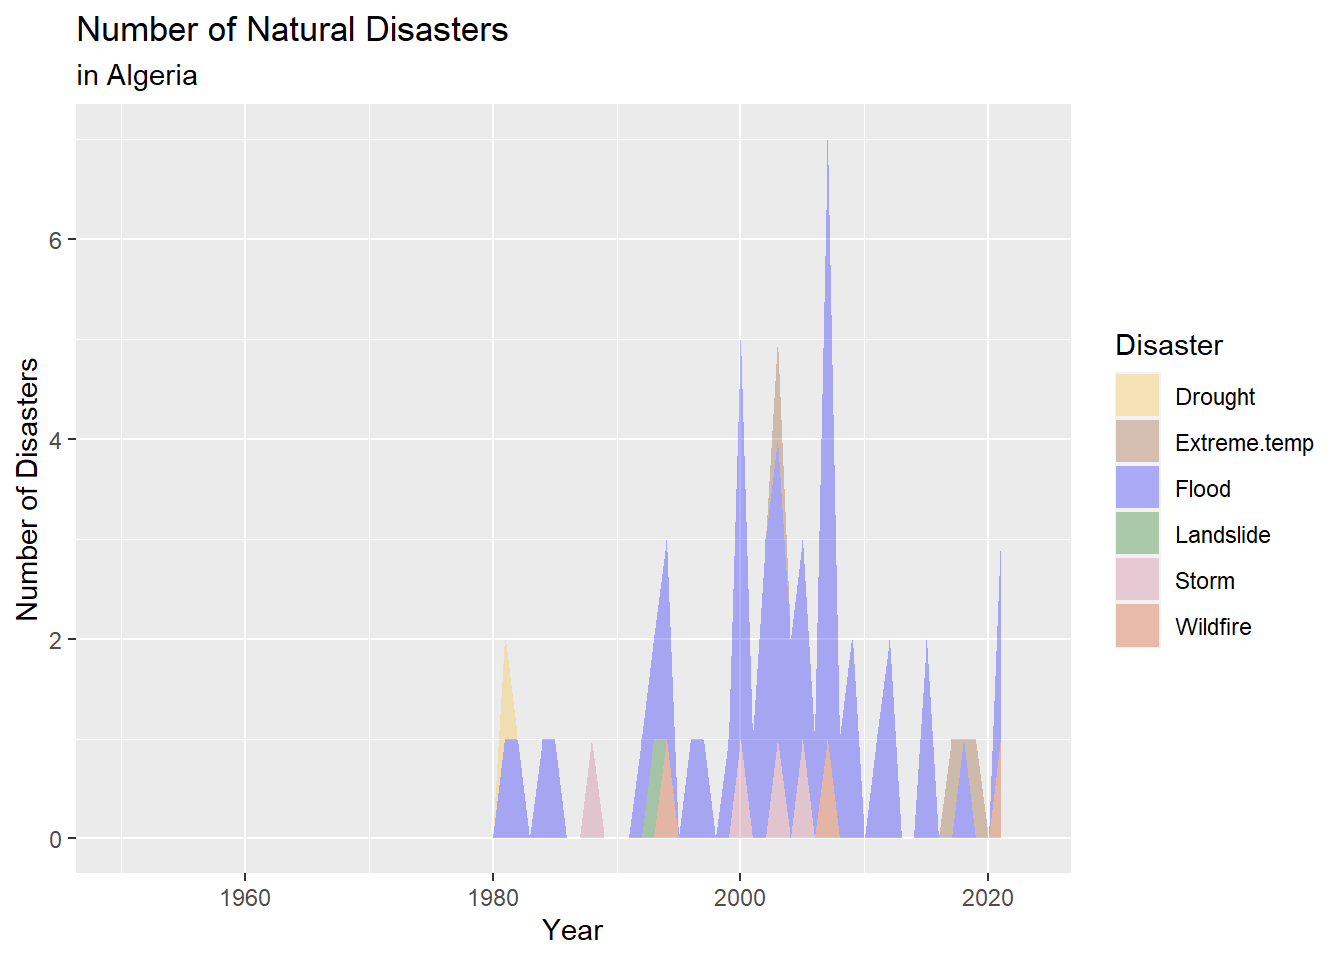 Number of Natural Disasters
in Algeria
Number of Disasters
6
4
2
0
1960
1980
2000
2020
Year
Disaster
Drought
Extreme.temp
Flood
Landslide
Storm
Wildfire